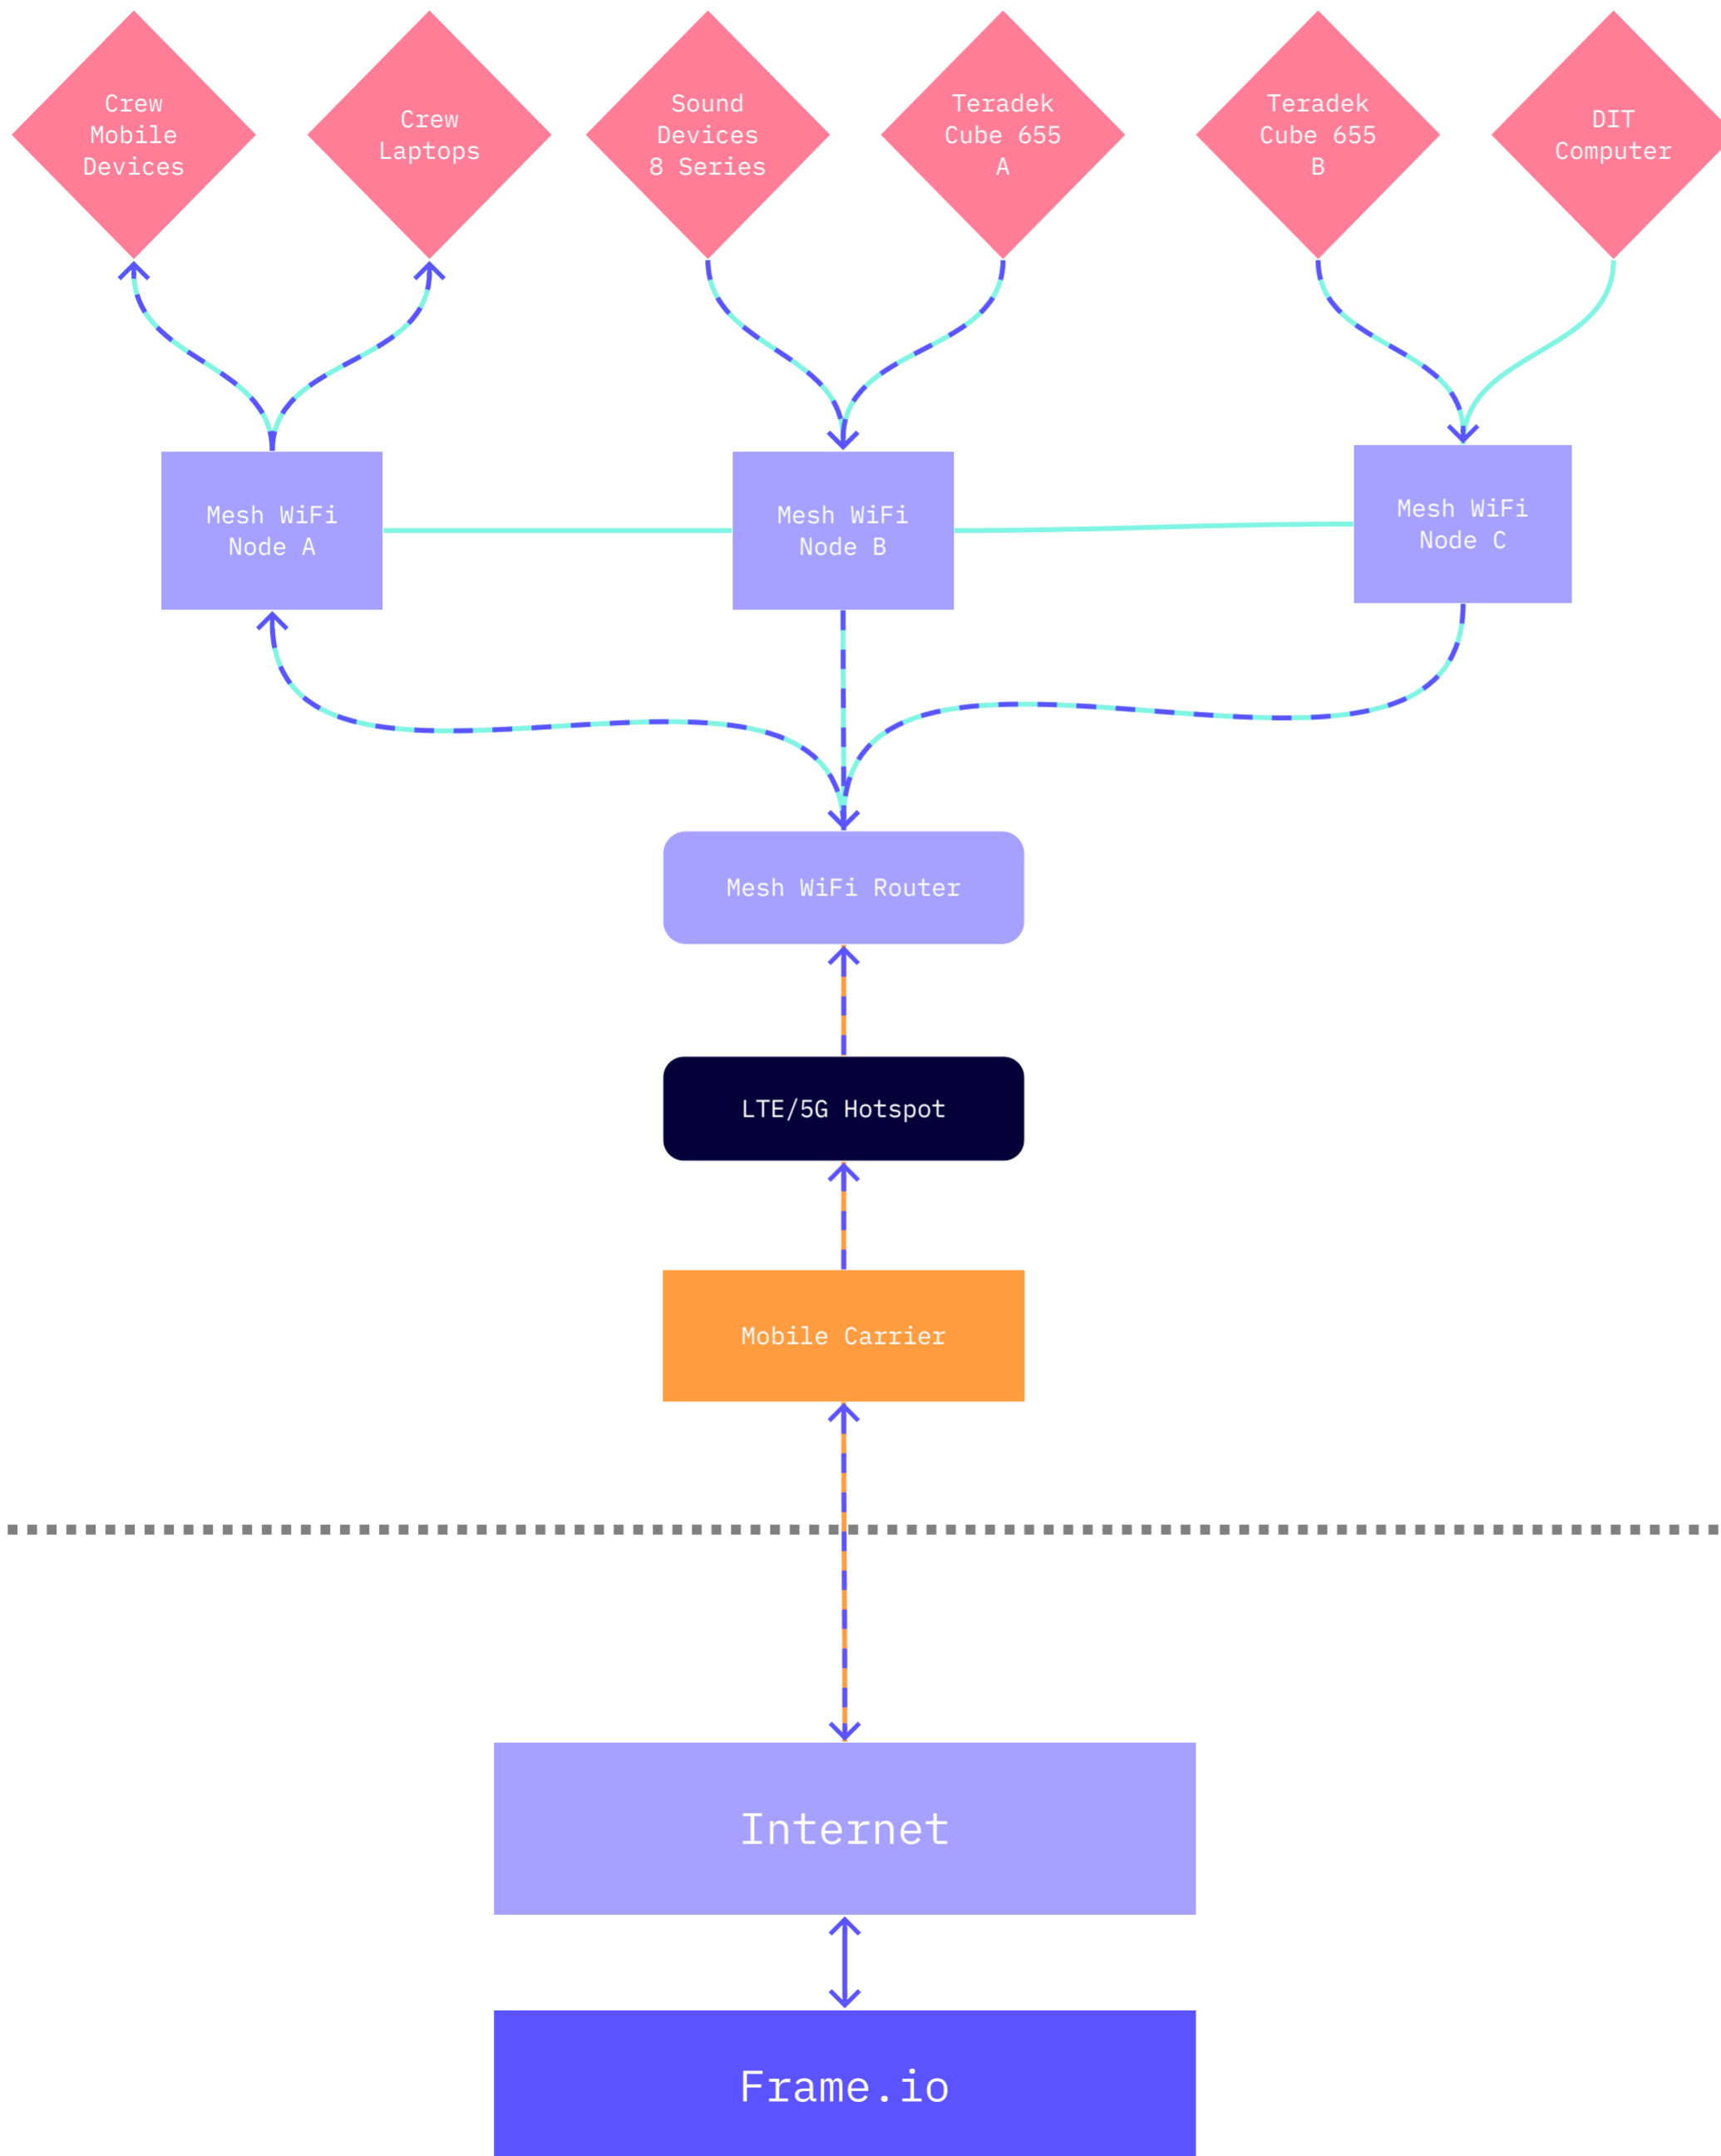 Crew
Mobile
Devices
Crew
Laptops
Sound
Devices
8 Series
Teradek
Cube 655
A
Teradek
Cube 655
B
DIT
Computer
Mesh WiFi
Node A
Mesh WiFi
Node B
Mesh WiFi
Node C
Mesh WiFi Router
LTE/5G Hotspot
Mobile Carrier
Internet
Frame.io